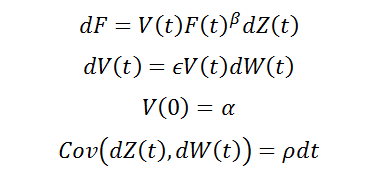 dF = V(t)F(t)^β dZ(t)
dV(t) = ϵV(t)dW(t)
V(0) = α
Cov(dZ(t), dW(t)) = ρdt